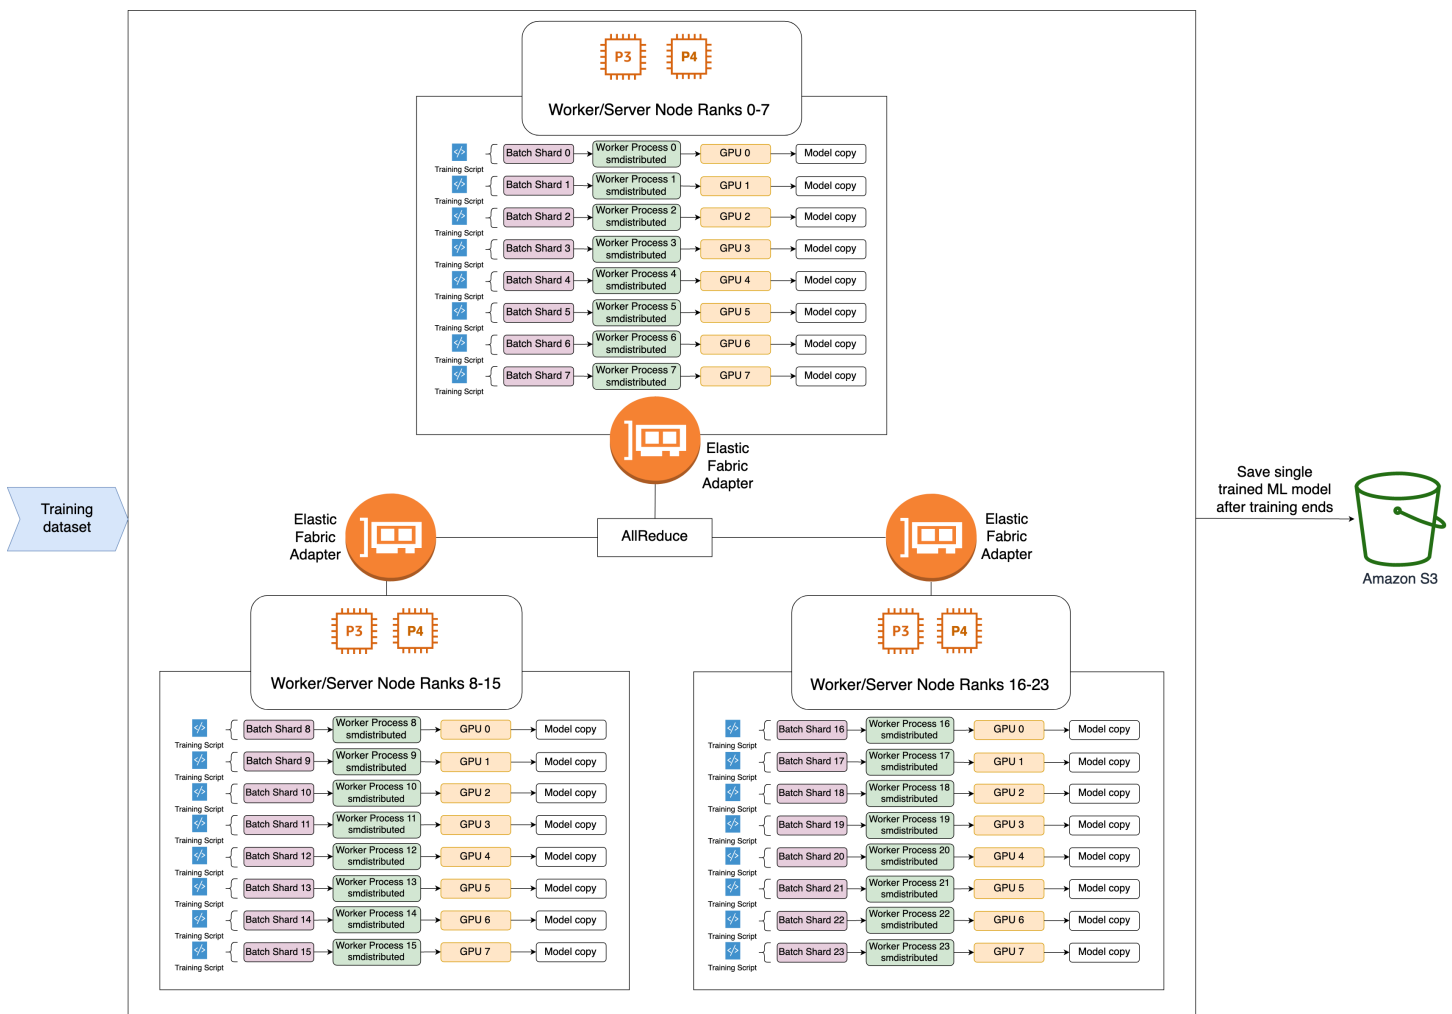 P3
P4
Worker/Server Node Ranks 0-7
Training Script
Batch Shard 0
Worker Process 0
smdistributed
GPU 0
Model copy
Training Script
Batch Shard 1
Worker Process 1
smdistributed
GPU 1
Model copy
Training Script
Batch Shard 2
Worker Process 2
smdistributed
GPU 2
Model copy
Training Script
Batch Shard 3
Worker Process 3
smdistributed
GPU 3
Model copy
Training Script
Batch Shard 4
Worker Process 4
smdistributed
GPU 4
Model copy
Training Script
Batch Shard 5
Worker Process 5
smdistributed
GPU 5
Model copy
Training Script
Batch Shard 6
Worker Process 6
smdistributed
GPU 6
Model copy
Training Script
Batch Shard 7
Worker Process 7
smdistributed
GPU 7
Model copy
Elastic
Fabric
Adapter
Training
dataset
Elastic
Fabric
Adapter
AllReduce
Elastic
Fabric
Adapter
Save single
trained ML model
after training ends
Amazon S3
P3
P4
Worker/Server Node Ranks 8-15
Training Script
Batch Shard 8
Worker Process 8
smdistributed
GPU 0
Model copy
Training Script
Batch Shard 9
Worker Process 9
smdistributed
GPU 1
Model copy
Training Script
Batch Shard 10
Worker Process 10
smdistributed
GPU 2
Model copy
Training Script
Batch Shard 11
Worker Process 11
smdistributed
GPU 3
Model copy
Training Script
Batch Shard 12
Worker Process 12
smdistributed
GPU 4
Model copy
Training Script
Batch Shard 13
Worker Process 13
smdistributed
GPU 5
Model copy
Training Script
Batch Shard 14
Worker Process 14
smdistributed
GPU 6
Model copy
Training Script
Batch Shard 15
Worker Process 15
smdistributed
GPU 7
Model copy
P3
P4
Worker/Server Node Ranks 16-23
Training Script
Batch Shard 16
Worker Process 16
smdistributed
GPU 0
Model copy
Training Script
Batch Shard 17
Worker Process 17
smdistributed
GPU 1
Model copy
Training Script
Batch Shard 18
Worker Process 18
smdistributed
GPU 2
Model copy
Training Script
Batch Shard 19
Worker Process 19
smdistributed
GPU 3
Model copy
Training Script
Batch Shard 20
Worker Process 20
smdistributed
GPU 4
Model copy
Training Script
Batch Shard 21
Worker Process 21
smdistributed
GPU 5
Model copy
Training Script
Batch Shard 22
Worker Process 22
smdistributed
GPU 6
Model copy
Training Script
Batch Shard 23
Worker Process 23
smdistributed
GPU 7
Model copy